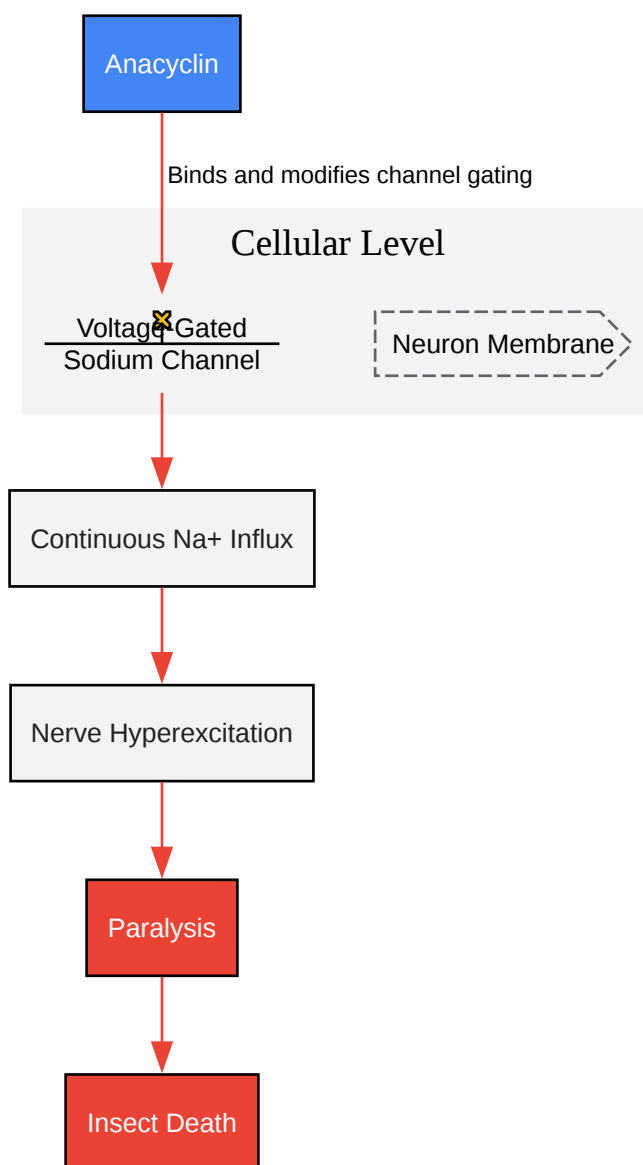 Anacyclin
Binds and modifies channel gating
Cellular Level
Voltage-Gated
Sodium Channel
Neuron Membrane
Continuous Na+ Influx
Nerve Hyperexcitation
Paralysis
Insect Death